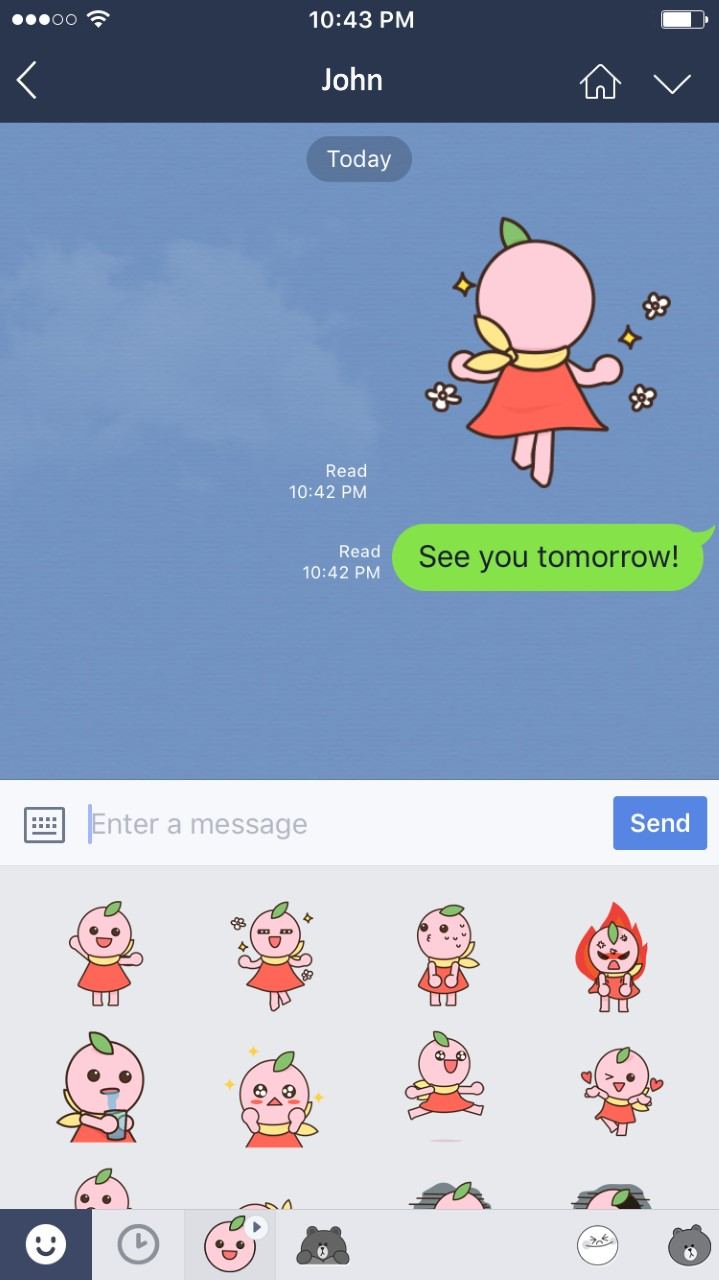 10:43 PM
John
Today
Read
10:42 PM
Read
10:42 PM
See you tomorrow!
Enter a message
Send